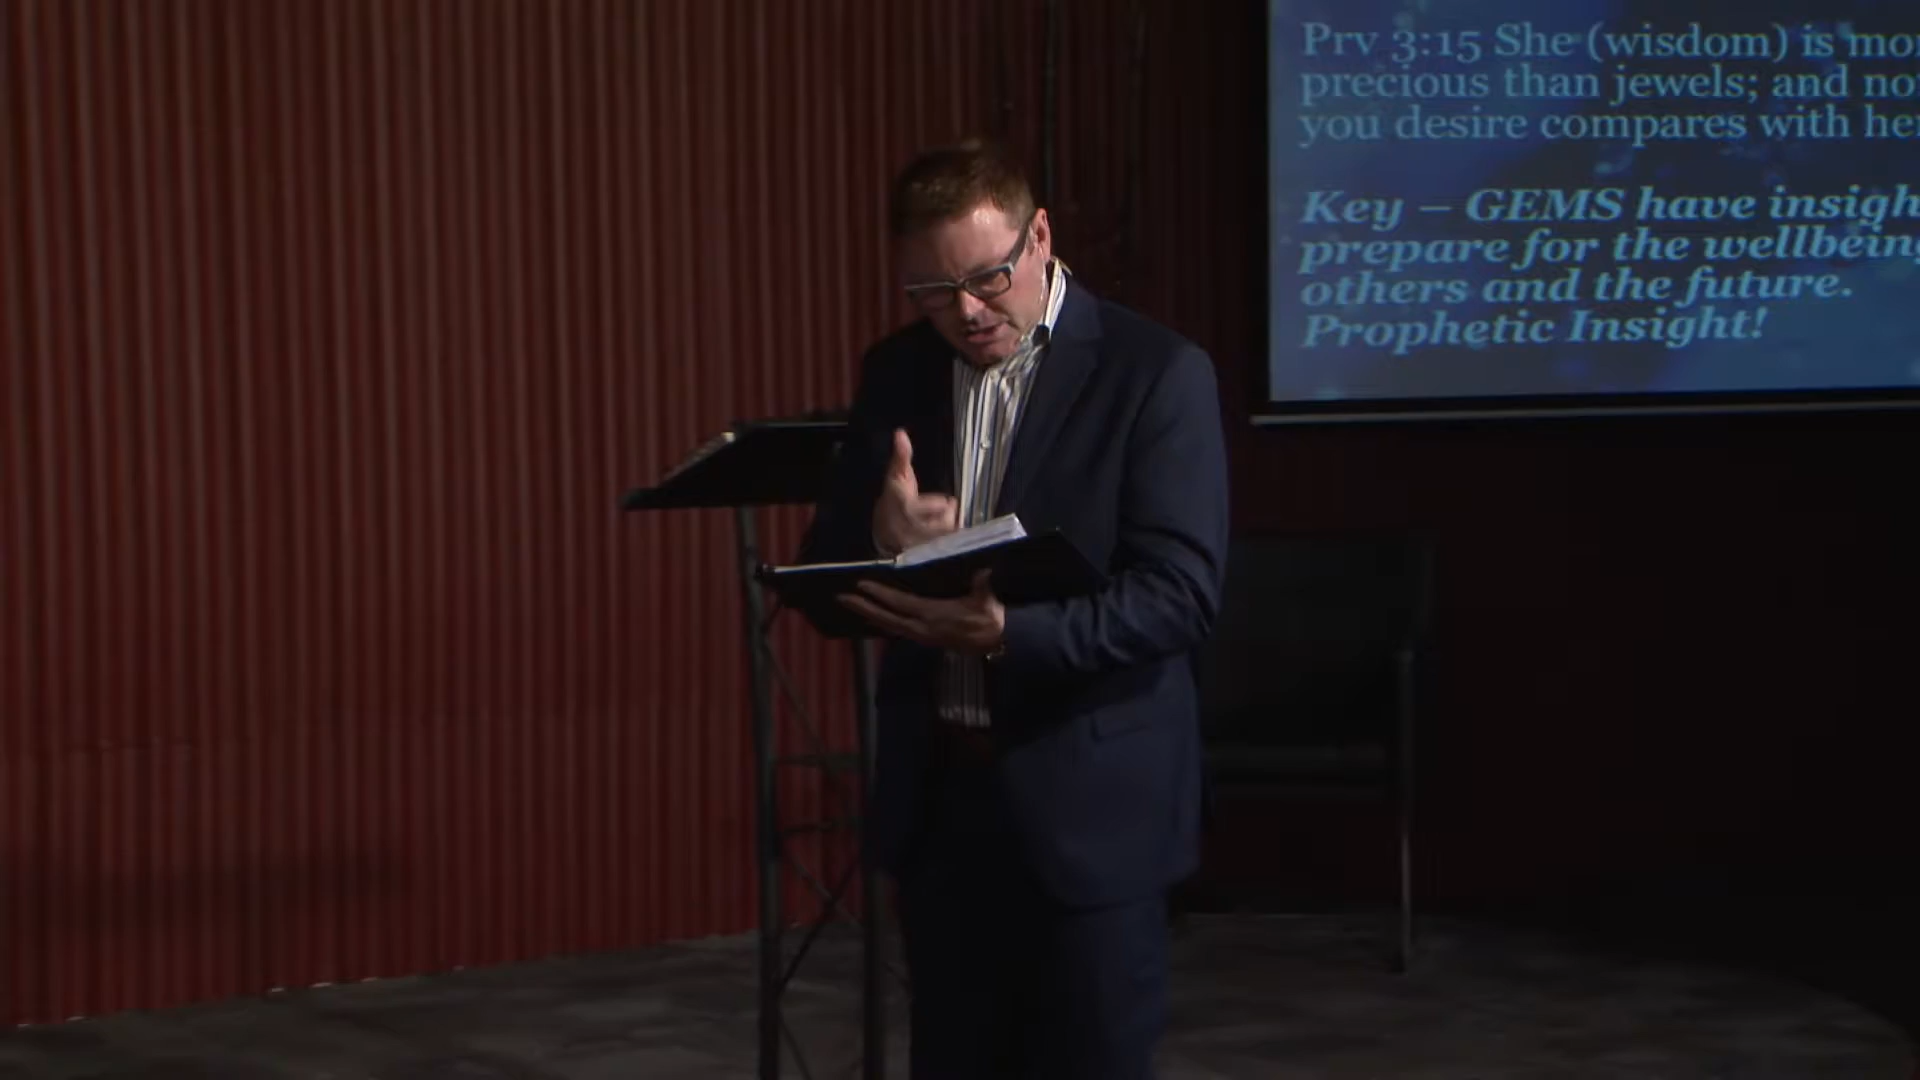 Prv 3:15 She (wisdom) is mo
precious than jewels; and no
you desire compares with he
Key – GEMS have insigh
prepare for the wellbein
others and the future.
Prophetic Insight!